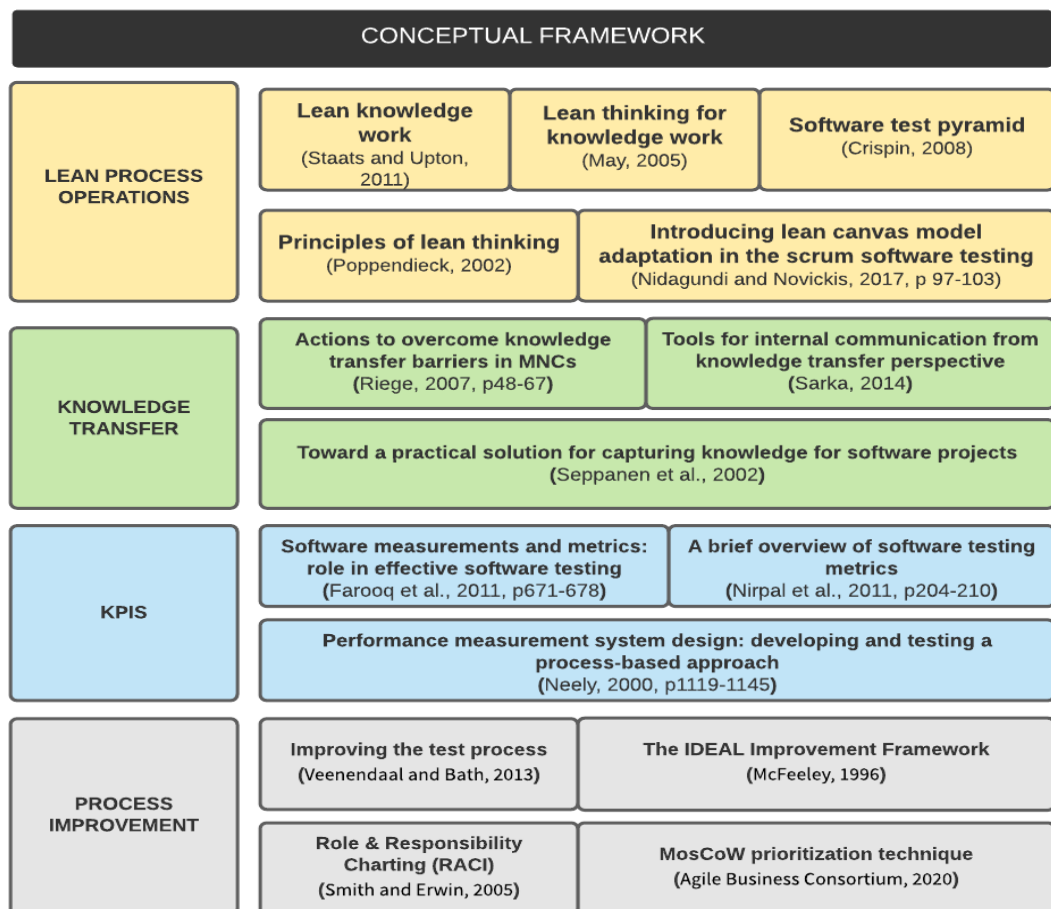 CONCEPTUAL FRAMEWORK
LEAN PROCESS
OPERATIONS
Lean knowledge
work
(Staats and Upton,
2011)
Lean thinking for
knowledge work
(May, 2005)
Software test pyramid
(Crispin, 2008)
Principles of lean thinking
(Poppendieck, 2002)
Introducing lean canvas model
adaptation in the scrum software testing
(Nidagundi and Novickis, 2017, p 97-103)
KNOWLEDGE
TRANSFER
Actions to overcome knowledge
transfer barriers in MNCs
(Riege, 2007, p48-67)
Tools for internal communication from
knowledge transfer perspective
(Sarka, 2014)
Toward a practical solution for capturing knowledge for software projects
(Seppanen et al., 2002)
KPIS
Software measurements and metrics:
role in effective software testing
(Farooq et al., 2011, p671-678)
A brief overview of software testing
metrics
(Nirpal et al., 2011, p204-210)
Performance measurement system design: developing and testing a
process-based approach
(Neely, 2000, p1119-1145)
PROCESS
IMPROVEMENT
Improving the test process
(Veenendaal and Bath, 2013)
The IDEAL Improvement Framework
(McFeeley, 1996)
Role & Responsibility
Charting (RACI)
(Smith and Erwin, 2005)
MosCoW prioritization technique
(Agile Business Consortium, 2020)